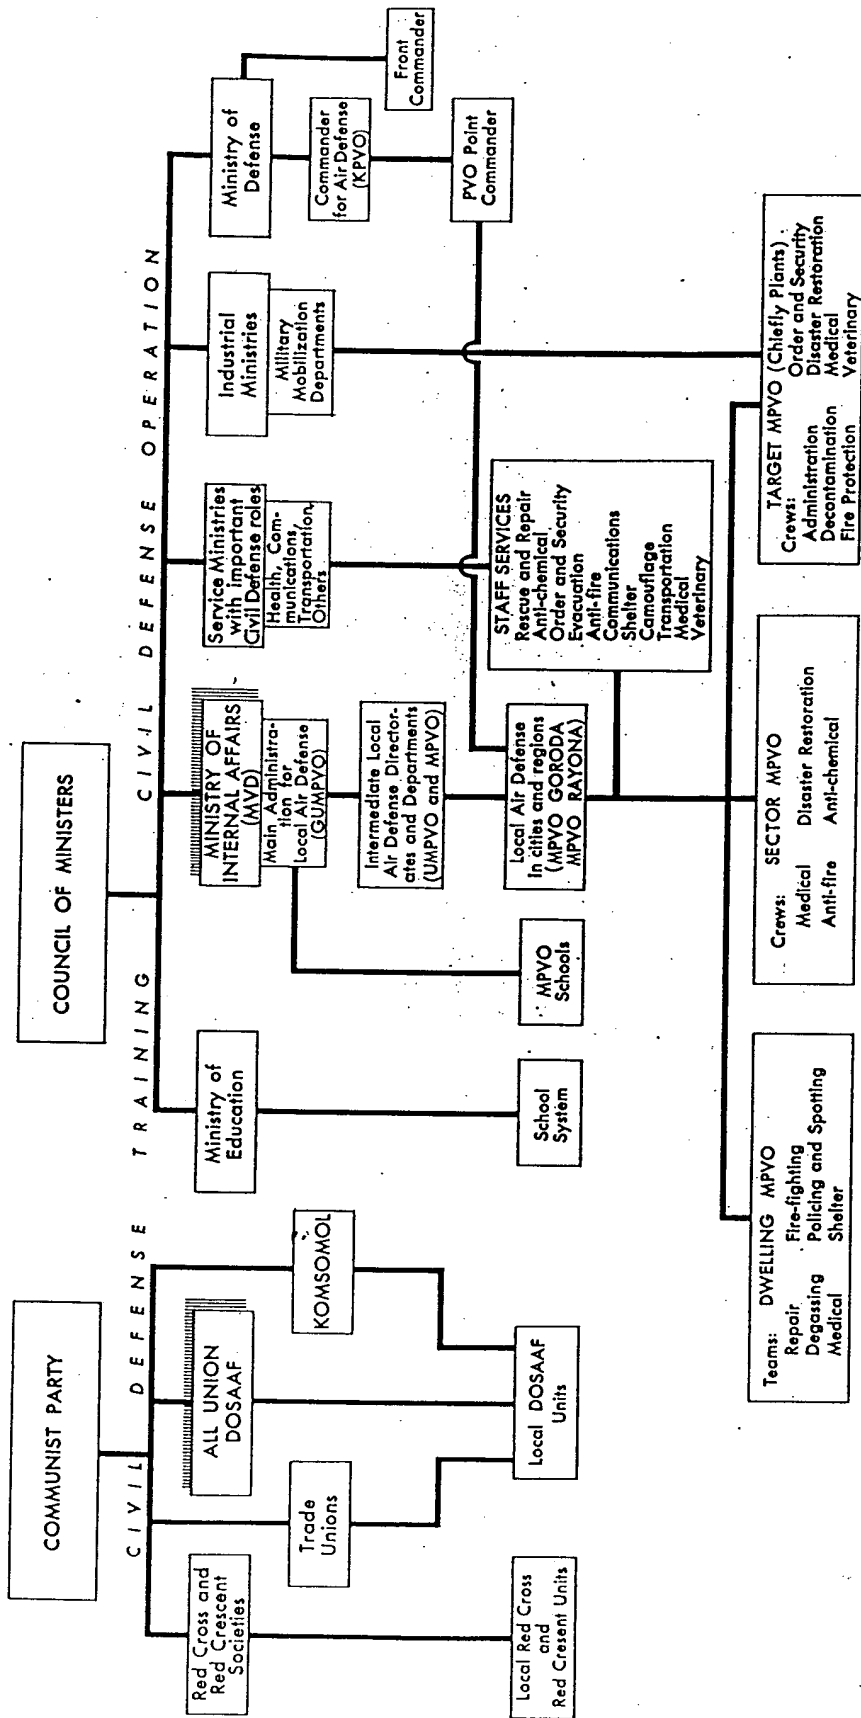 COMMUNIST PARTY
COUNCIL OF MINISTERS
CIVIL DEFENSE TRAINING
CIVIL DEFENSE OPERATION
Red Cross and
Red Crescent
Societies
Trade
Unions
ALL UNION
DOSAAF
KOMSOMOL
Local Red Cross
and
Red Cresent Units
Local DOSAAF
Units
Ministry of
Education
School
System
MINISTRY OF
INTERNAL AFFAIRS
(MVD)
Main Administra-
tion for
Local Air Defense
(GUMPVO)
MPVO
Schools
Intermediate Local
Air Defense Director-
ates and Departments
(UMPVO and MPVO)
Local Air Defense
In cities and regions
(MPVO GORODA
MPVO RAYONA)
Service Ministries
with important
Civil Defense roles
Health, Com-
munications,
Transportation,
Others
STAFF SERVICES
Rescue and Repair
Anti-chemical
Order and Security
Evacuation
Anti-fire
Communications
Shelter
Camouflage
Transportation
Medical
Veterinary
Industrial
Ministries
Military
Mobilization
Departments
Ministry of
Defense
Commander
for Air Defense
(KPVO)
Front
Commander
PVO Point
Commander
Teams: DWELLING MPVO
Repair Fire-fighting
Degassing Policing and Spotting
Medical Shelter
Crews: SECTOR MPVO
Medical Disaster Restoration
Anti-fire Anti-chemical
TARGET MPVO (Chiefly Plants)
Crews: Order and Security
Administration Disaster Restoration
Decontamination Medical
Fire Protection Veterinary